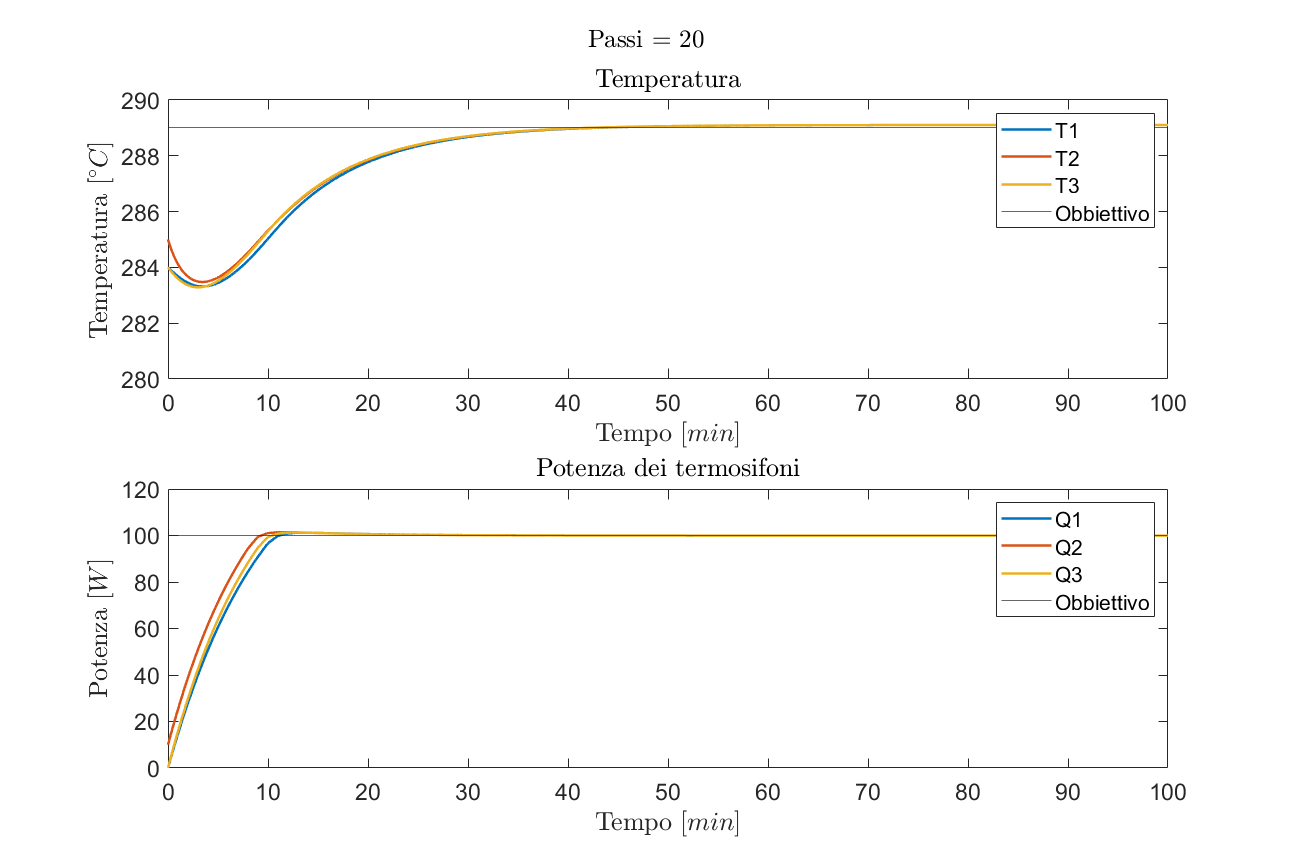 Passi = 20
Temperatura
290
288
286
284
282
280
Temperatura [°C]
0 10 20 30 40 50 60 70 80 90 100
Tempo [min]
T1
T2
T3
Obbiettivo
Potenza dei termosifoni
120
100
80
60
40
20
0
Potenza [W]
0 10 20 30 40 50 60 70 80 90 100
Tempo [min]
Q1
Q2
Q3
Obbiettivo